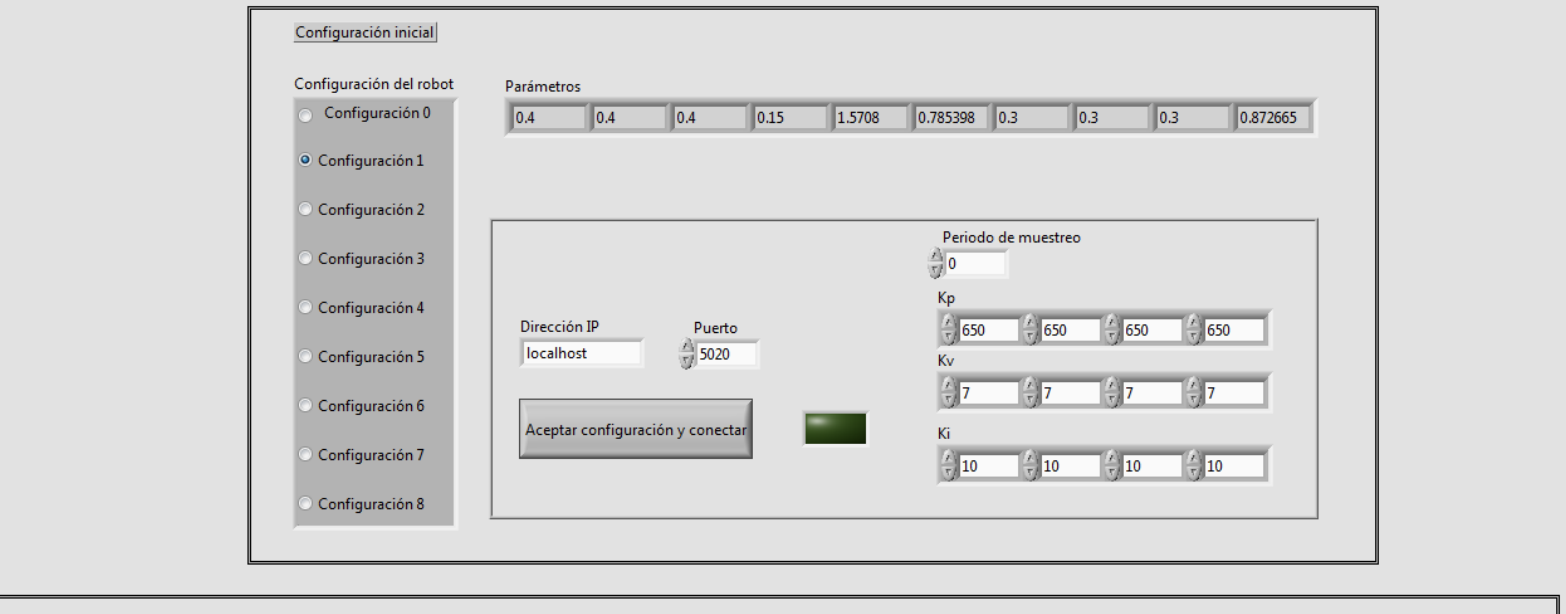 Configuración inicial
Configuración del robot
Configuración 0
Configuración 1
Configuración 2
Configuración 3
Configuración 4
Configuración 5
Configuración 6
Configuración 7
Configuración 8
Parámetros
0.4 0.4 0.4 0.15 1.5708 0.785398 0.3 0.3 0.3 0.872665
Dirección IP
localhost
Puerto
5020
Aceptar configuración y conectar
Periodo de muestreo
0
Kp
650 650 650 650
Kv
7 7 7 7
Ki
10 10 10 10